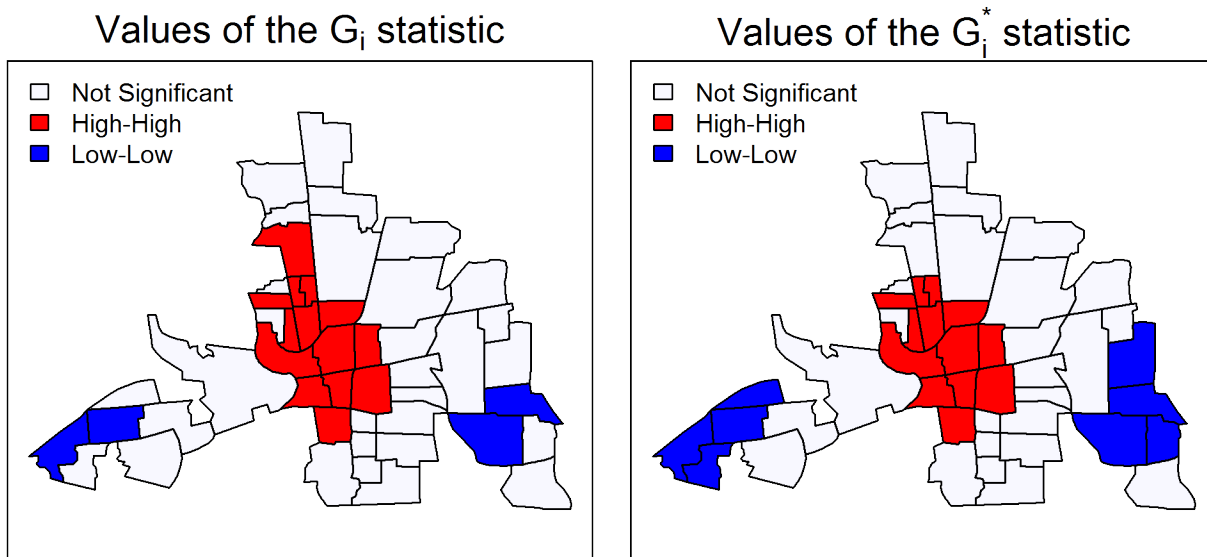 Values of the Gi statistic
Not Significant
High-High
Low-Low
Values of the Gi* statistic
Not Significant
High-High
Low-Low